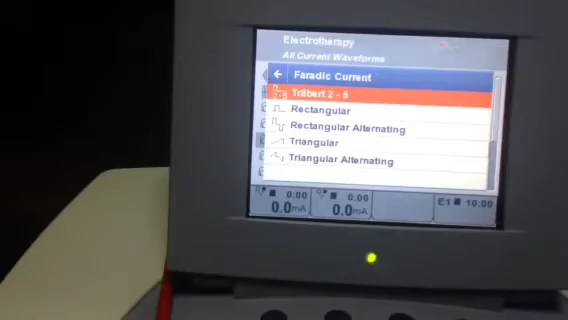 Electrotherapy
All Current Waveforms
Faradic Current
Träbert 2 - 5
Rectangular
Rectangular Alternating
Triangular
Triangular Alternating
0:00 0:00 E1 10:00
0.0mA 0.0mA